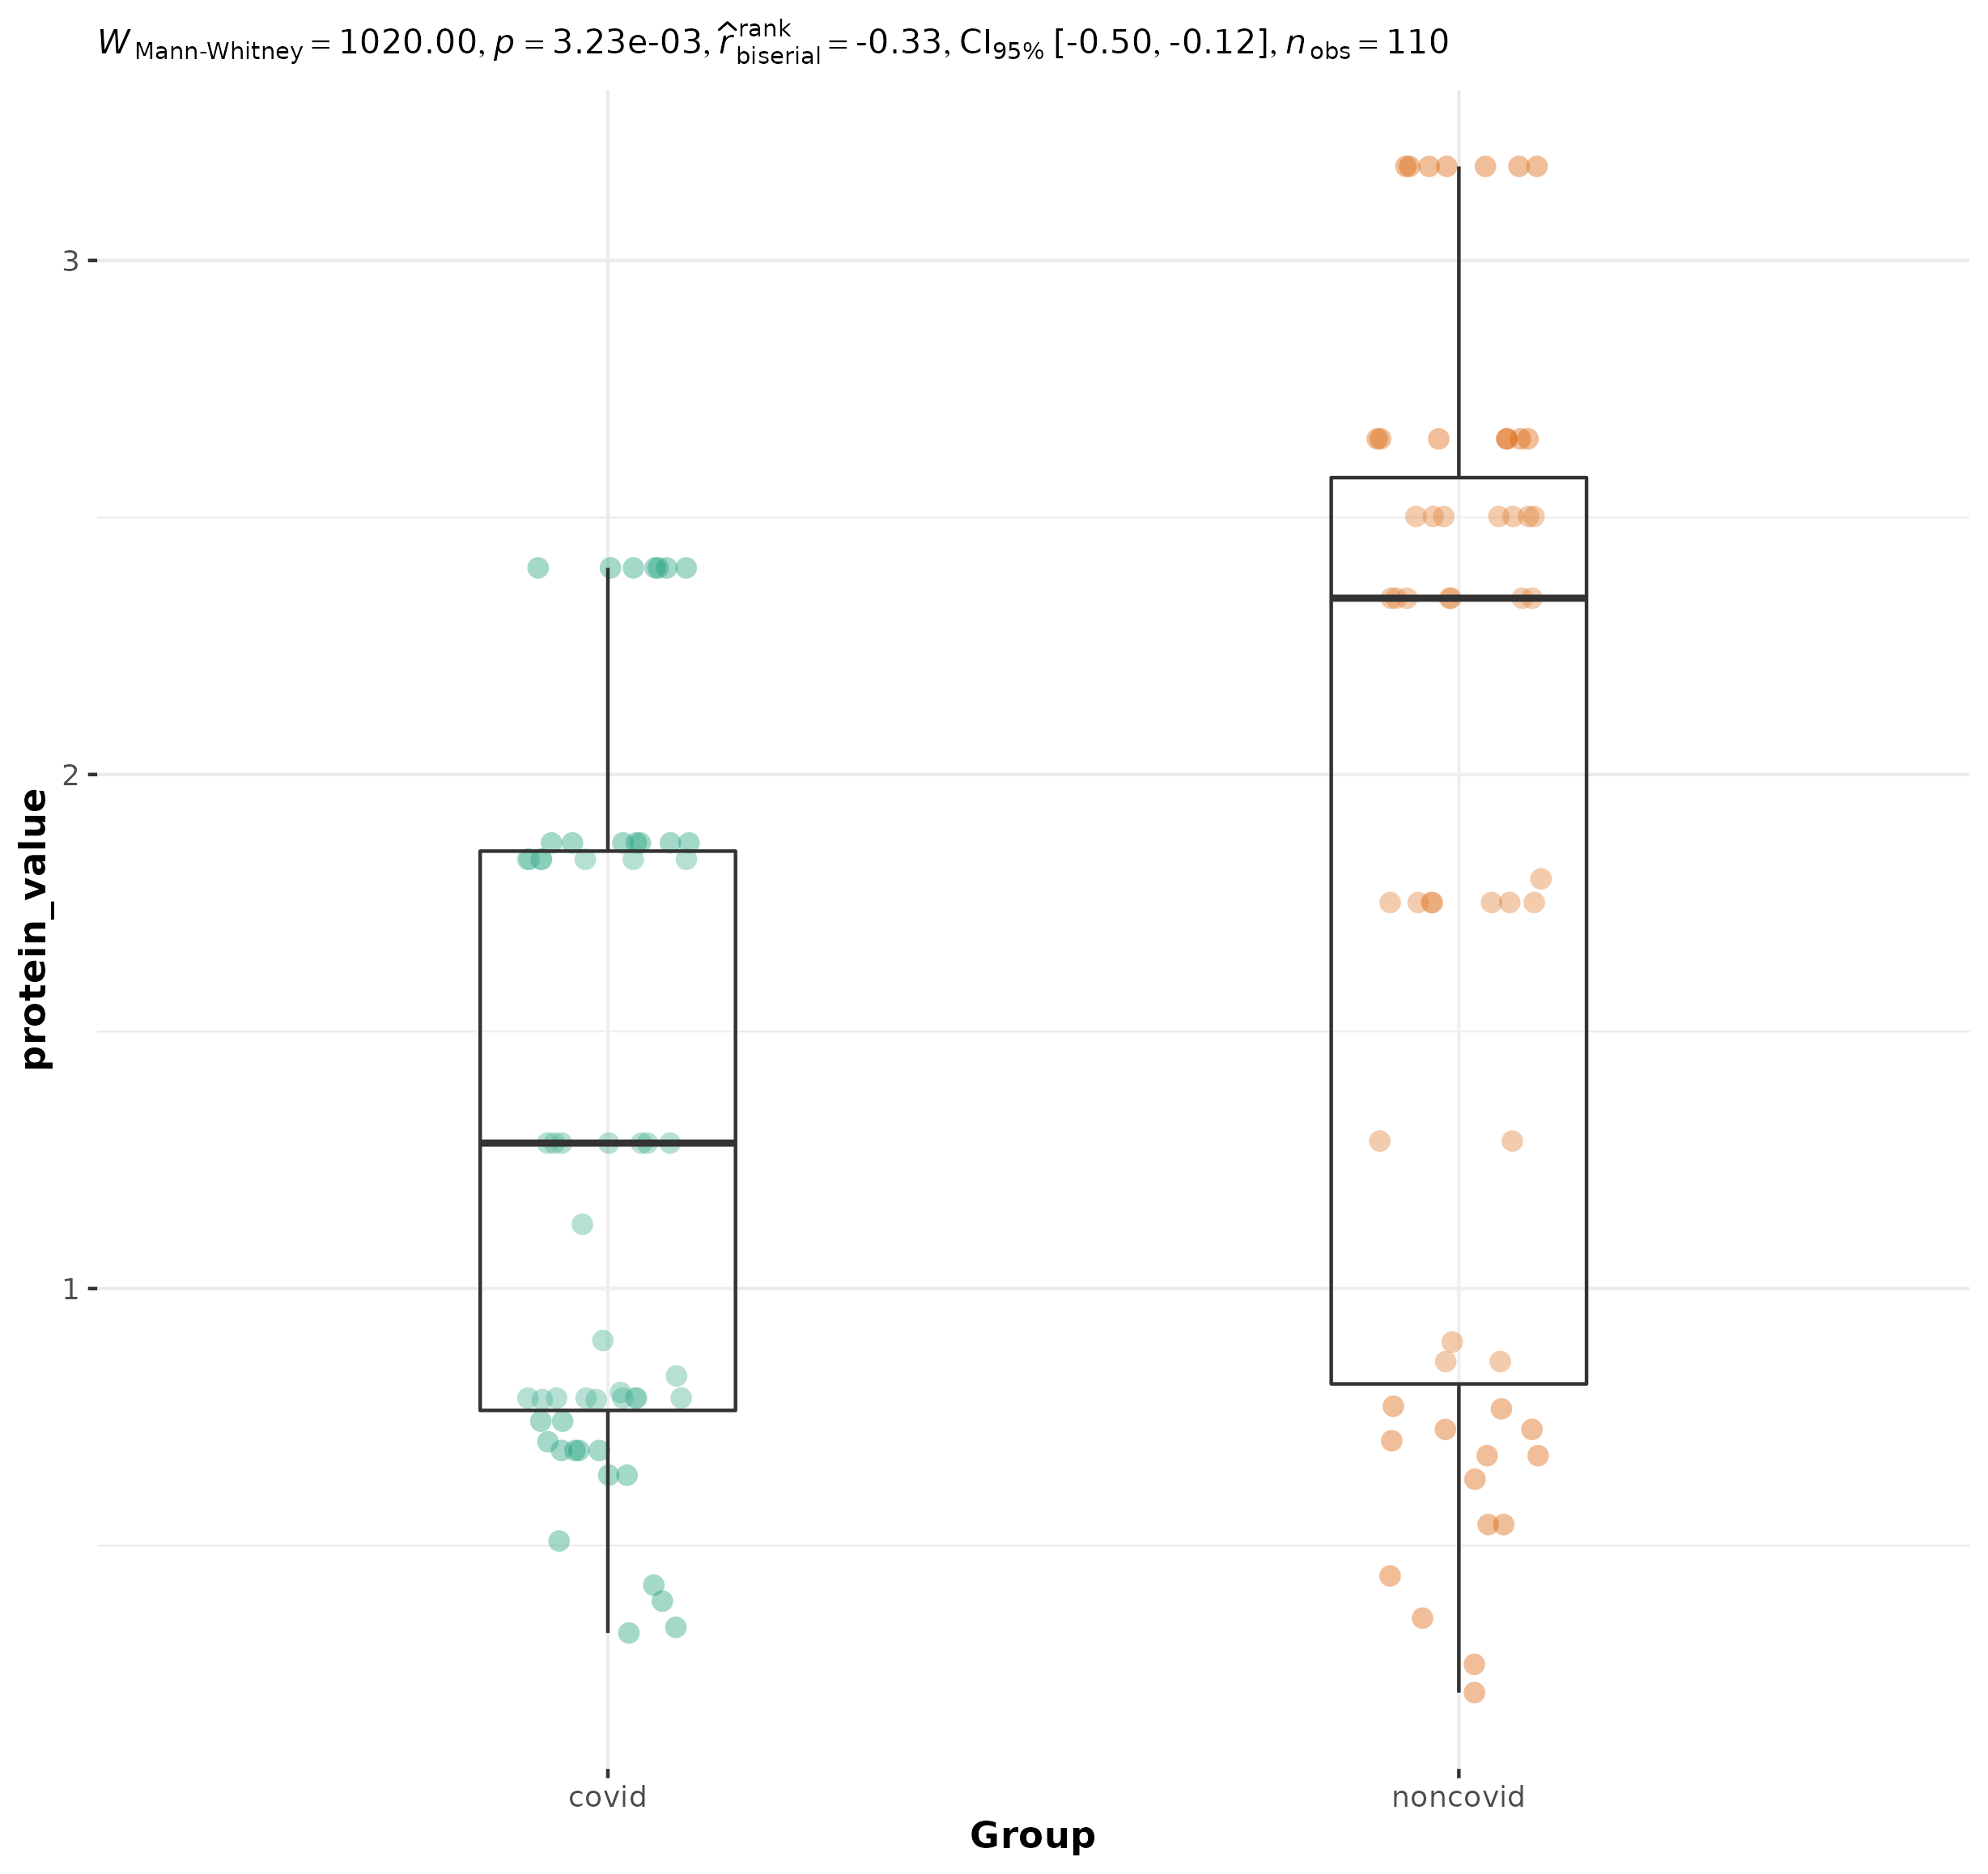 W Mann-Whitney = 1020.00, p = 3.23e-03, r̂ rank biserial = -0.33, CI95% [-0.50, -0.12], n obs = 110
protein_value
3
2
1
covid noncovid
Group